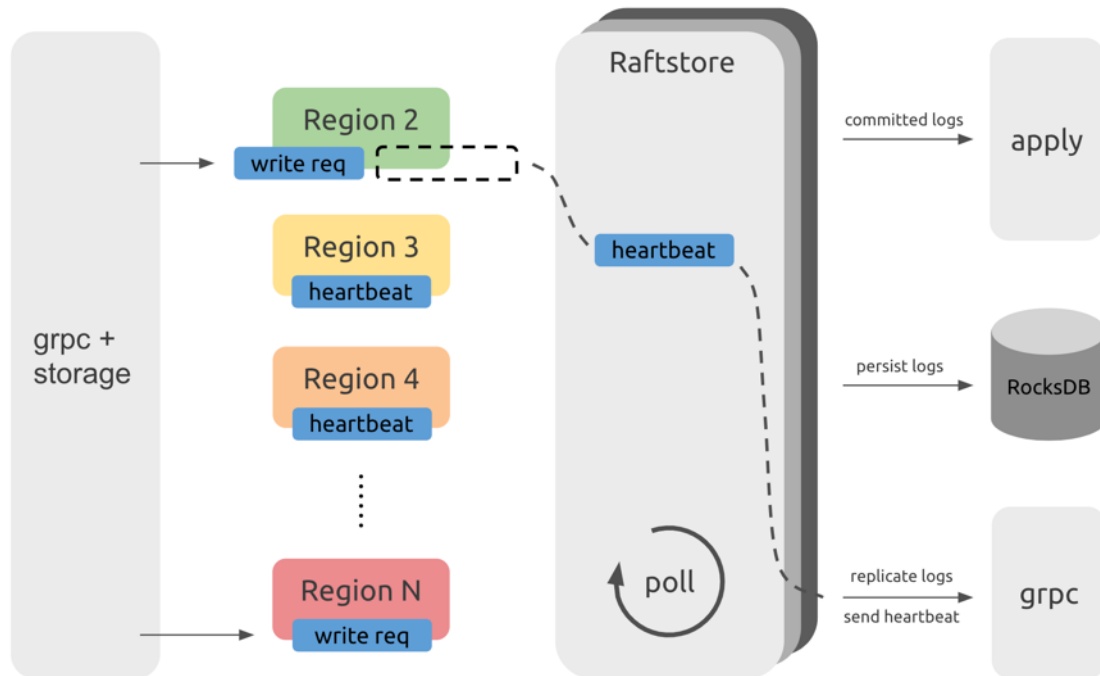 grpc +
storage
Region 2
write req
Region 3
heartbeat
Region 4
heartbeat
Region N
write req
Raftstore
heartbeat
poll
committed logs
persist logs
replicate logs
send heartbeat
apply
RocksDB
grpc